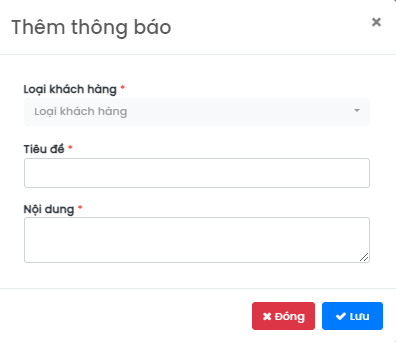 Thêm thông báo
×
Loại khách hàng *
Loại khách hàng
Tiêu đề *
Nội dung *
✖ Đóng
✔ Lưu